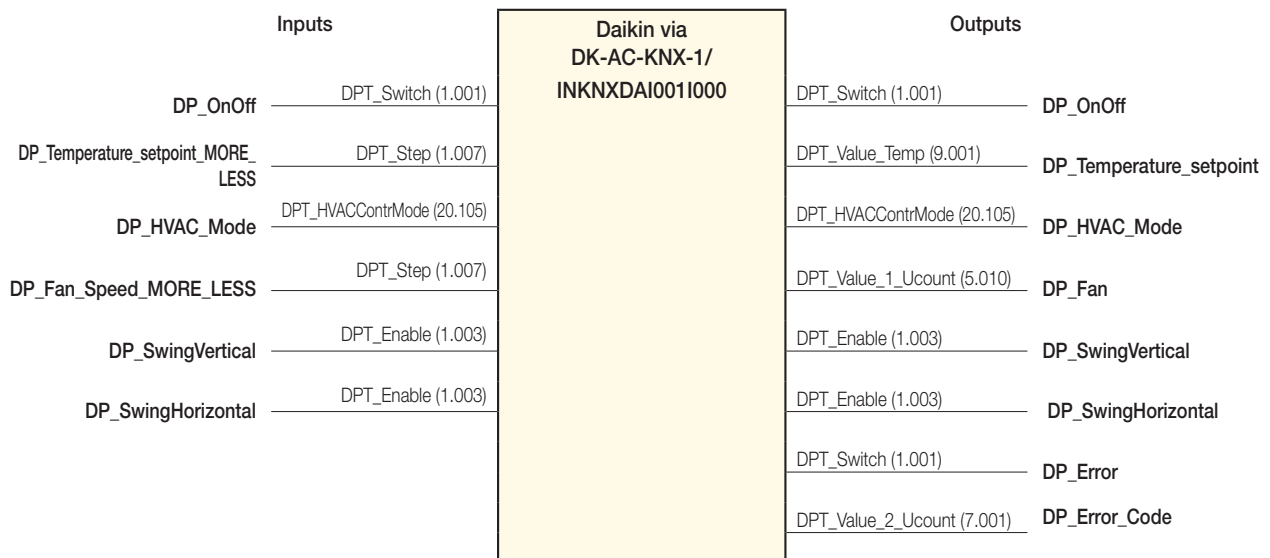 Inputs
Daikin via
DK-AC-KNX-1/
INKNXDAI001I000
Outputs
DP_OnOff
DPT_Switch (1.001)
DPT_Switch (1.001)
DP_OnOff
DP_Temperature_setpoint_MORE_
LESS
DPT_Step (1.007)
DPT_Value_Temp (9.001)
DP_Temperature_setpoint
DP_HVAC_Mode
DPT_HVACContrMode (20.105)
DPT_HVACContrMode (20.105)
DP_HVAC_Mode
DP_Fan_Speed_MORE_LESS
DPT_Step (1.007)
DPT_Value_1_Ucount (5.010)
DP_Fan
DP_SwingVertical
DPT_Enable (1.003)
DPT_Enable (1.003)
DP_SwingVertical
DP_SwingHorizontal
DPT_Enable (1.003)
DPT_Enable (1.003)
DP_SwingHorizontal
DPT_Switch (1.001)
DP_Error
DPT_Value_2_Ucount (7.001)
DP_Error_Code